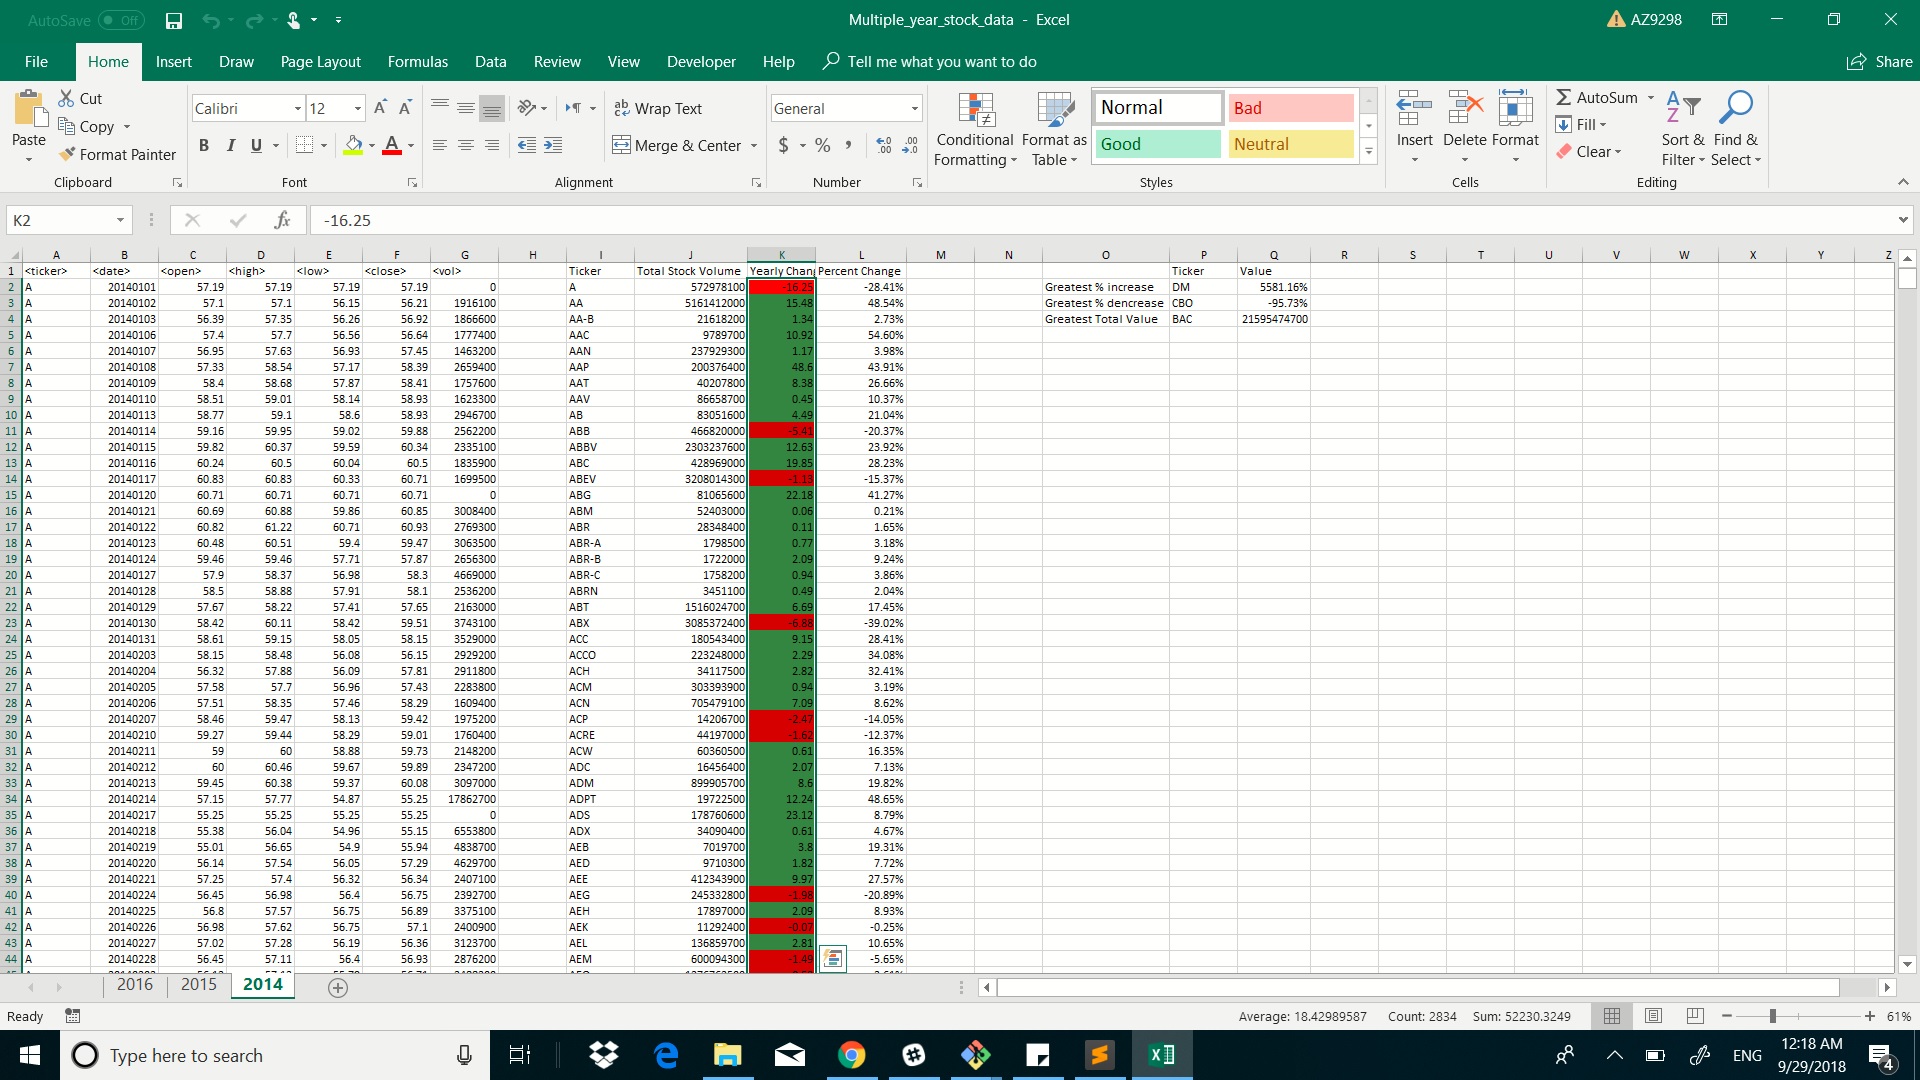 AutoSave Off
Multiple_year_stock_data - Excel
AZ9298
File Home Insert Draw Page Layout Formulas Data Review View Developer Help Tell me what you want to do Share
Paste Cut Copy Format Painter Clipboard
Calibri 12 B I U A Font
ab Wrap Text Merge & Center Alignment
General $ % Number
Conditional Formatting Format as Table Normal Bad Good Neutral Styles
Insert Delete Format Cells
AutoSum Fill Clear Sort & Filter Find & Select Editing
K2 fx -16.25
A B C D E F G H I J K L M N O P Q R S T U V W X Y Z
1 <ticker> <date> <open> <high> <low> <close> <vol> Ticker Total Stock Volume Yearly Chan Percent Change Ticker Value
2 A 20140101 57.19 57.19 57.19 57.19 0 A 572978100 -16.25 -28.41% Greatest % increase DM 5581.16%
3 A 20140102 57.1 57.1 56.15 56.21 1916100 AA 5161412000 15.48 48.54% Greatest % dencrease CBO -95.73%
4 A 20140103 56.39 57.35 56.26 56.92 1866600 AA-B 21618200 1.34 2.73% Greatest Total Value BAC 21595474700
5 A 20140106 57.4 57.7 56.56 56.64 1777400 AAC 9789700 10.92 54.60%
6 A 20140107 56.95 57.63 56.93 57.45 1463200 AAN 237929300 1.17 3.98%
7 A 20140108 57.33 58.54 57.17 58.39 2659400 AAP 200376400 48.6 43.91%
8 A 20140109 58.4 58.68 57.87 58.41 1757600 AAT 40207800 8.38 26.66%
9 A 20140110 58.51 59.01 58.14 58.93 1623300 AAV 86658700 0.45 10.37%
10 A 20140113 58.77 59.1 58.6 58.93 2946700 AB 83051600 4.49 21.04%
11 A 20140114 59.16 59.95 59.02 59.88 2562200 ABB 466820000 -5.41 -20.37%
12 A 20140115 59.82 60.37 59.59 60.34 2335100 ABBV 2303237600 12.63 23.92%
13 A 20140116 60.24 60.5 60.04 60.5 1835900 ABC 428969000 19.85 28.23%
14 A 20140117 60.83 60.83 60.33 60.71 1699500 ABEV 3208014300 -1.13 -15.37%
15 A 20140120 60.71 60.71 60.71 60.71 0 ABG 81065600 22.18 41.27%
16 A 20140121 60.69 60.88 59.86 60.85 3008400 ABM 52403000 0.06 0.21%
17 A 20140122 60.82 61.22 60.71 60.93 2769300 ABR 28348400 0.11 1.65%
18 A 20140123 60.48 60.51 59.4 59.47 3063500 ABR-A 1798500 0.77 3.18%
19 A 20140124 59.46 59.46 57.71 57.87 2656300 ABR-B 1722000 2.09 9.24%
20 A 20140127 57.9 58.37 56.98 58.3 4669000 ABR-C 1758200 0.94 3.86%
21 A 20140128 58.5 58.88 57.91 58.1 2536200 ABRN 3451100 0.49 2.04%
22 A 20140129 57.67 58.22 57.41 57.65 2163000 ABT 1516024700 6.69 17.45%
23 A 20140130 58.42 60.11 58.42 59.51 3743100 ABX 3085372400 -6.88 -39.02%
24 A 20140131 58.61 59.15 58.05 58.15 3529000 ACC 180543400 9.15 28.41%
25 A 20140203 58.15 58.48 56.08 56.15 2929200 ACCO 223248000 2.29 34.08%
26 A 20140204 56.32 57.88 56.09 57.81 2911800 ACH 34117500 2.82 32.41%
27 A 20140205 57.58 57.7 56.96 57.43 2283800 ACM 303393900 0.94 3.19%
28 A 20140206 57.51 58.35 57.46 58.29 1609400 ACN 705479100 7.09 8.62%
29 A 20140207 58.46 59.47 58.13 59.42 1975200 ACP 14206700 -2.47 -14.05%
30 A 20140210 59.27 59.44 58.29 59.01 1760400 ACRE 44197000 -1.62 -12.37%
31 A 20140211 59 60 58.88 59.73 2148200 ACW 60360500 0.61 16.35%
32 A 20140212 60 60.46 59.67 59.89 2347200 ADC 16456400 2.07 7.13%
33 A 20140213 59.45 60.38 59.37 60.08 3097000 ADM 899905700 8.6 19.82%
34 A 20140214 57.15 57.77 54.87 55.25 17862700 ADPT 19722500 12.24 48.65%
35 A 20140217 55.25 55.25 55.25 55.25 0 ADS 178760600 23.12 8.79%
36 A 20140218 55.38 56.04 54.96 55.15 6553800 ADX 34090400 0.61 4.67%
37 A 20140219 55.01 56.65 54.9 55.94 4838700 AEB 7019700 3.8 19.31%
38 A 20140220 56.14 57.54 56.05 57.29 4629700 AED 9710300 1.82 7.72%
39 A 20140221 57.25 57.4 56.32 56.34 2407100 AEE 412343900 9.97 27.57%
40 A 20140224 56.45 56.98 56.4 56.75 2392700 AEG 245332800 -1.98 -20.89%
41 A 20140225 56.8 57.57 56.75 56.89 3375100 AEH 17897000 2.09 8.93%
42 A 20140226 56.98 57.62 56.75 57.1 2400900 AEK 11292400 -0.07 -0.25%
43 A 20140227 57.02 57.28 56.19 56.36 3123700 AEL 136859700 2.81 10.65%
44 A 20140228 56.45 57.11 56.4 56.93 2876200 AEM 600094300 -1.49 -5.65%
2016 2015 2014
Ready Average: 18.42989587 Count: 2834 Sum: 52230.3249 61%
Type here to search ENG 12:18 AM
9/29/2018 4